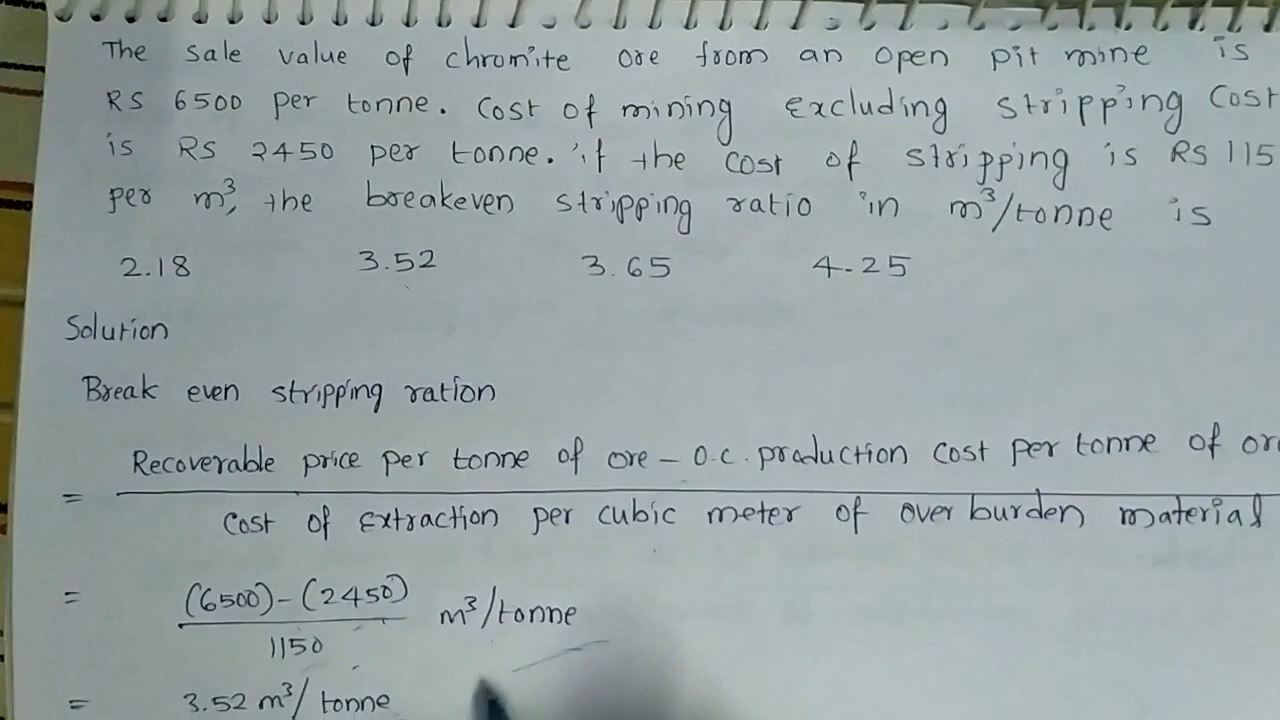 The sale value of chromite ore from an open pit mine is
RS 6500 per tonne. Cost of mining excluding stripping cost
is RS 2450 per tonne. if the cost of stripping is RS 115
per m³, the breakeven stripping ratio in m³/tonne is
2.18 3.52 3.65 4.25
Solution
Break even stripping ration
Recoverable price per tonne of ore - O.C. production cost per tonne of or
=
Cost of extraction per cubic meter of over burden material
= (6500)-(2450)
1150 m³/tonne
= 3.52 m³/tonne